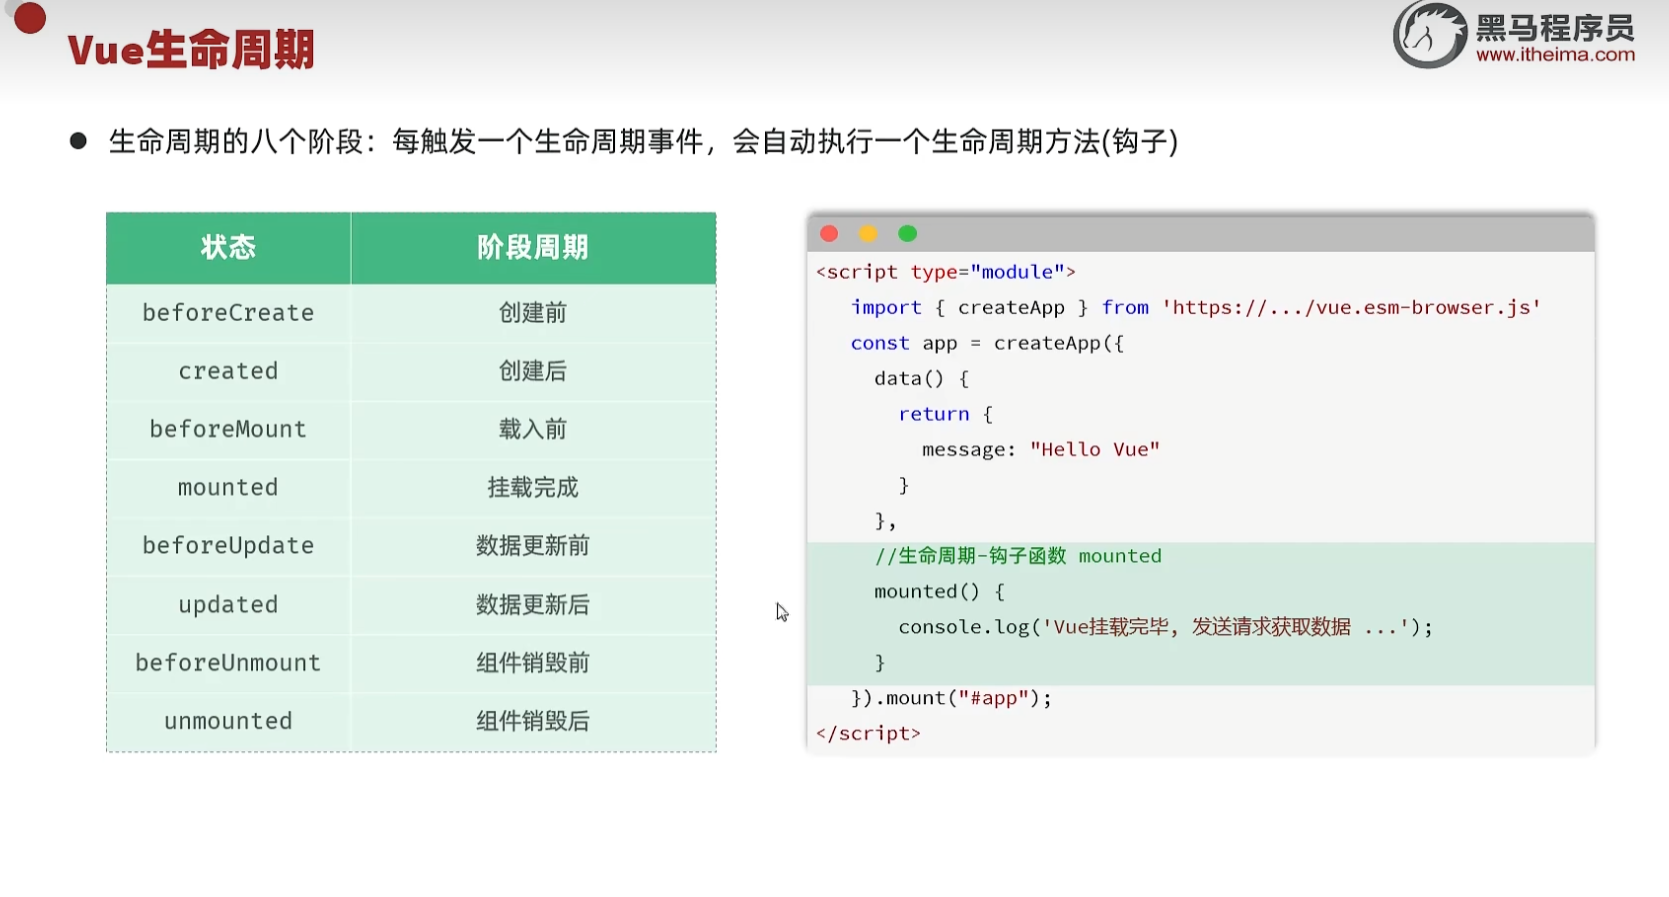 Vue生命周期
黑马程序员
www.itheima.com
生命周期的八个阶段：每触发一个生命周期事件，会自动执行一个生命周期方法(钩子)
状态 阶段周期
beforeCreate 创建前
created 创建后
beforeMount 载入前
mounted 挂载完成
beforeUpdate 数据更新前
updated 数据更新后
beforeUnmount 组件销毁前
unmounted 组件销毁后
<script type="module">
import { createApp } from 'https://.../vue.esm-browser.js'
const app = createApp({
data() {
return {
message: "Hello Vue"
}
},
//生命周期-钩子函数 mounted
mounted() {
console.log('Vue挂载完毕, 发送请求获取数据 ...');
}
}).mount("#app");
</script>